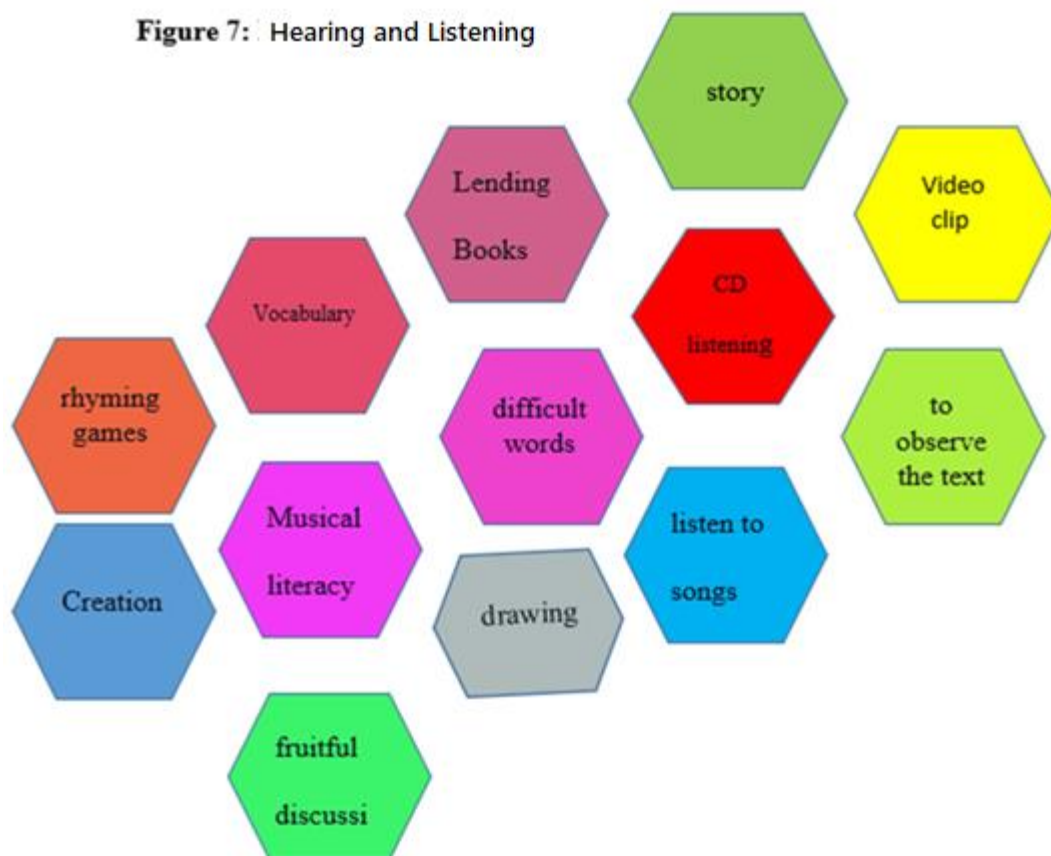 Figure 7: Hearing and Listening
story
Lending
Books
Video
clip
Vocabulary
CD
listening
rhyming
games
difficult
words
to
observe
the text
Musical
literacy
listen to
songs
Creation
drawing
fruitful
discussi